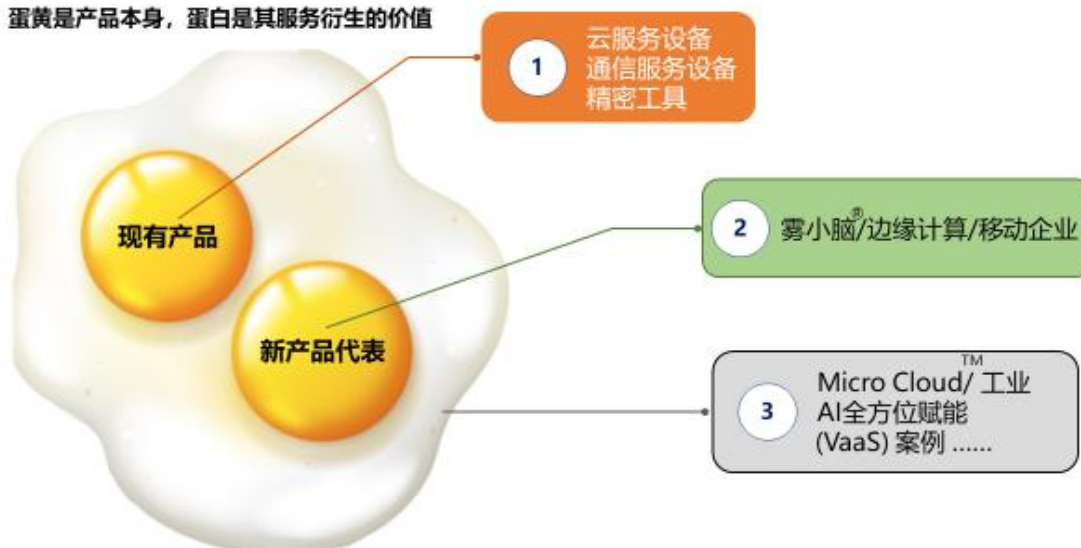 蛋黄是产品本身，蛋白是其服务衍生的价值
现有产品
新产品代表
1
云服务设备
通信服务设备
精密工具
2
雾小脑®/边缘计算/移动企业
3
Micro Cloud/™ 工业
AI全方位赋能
(VaaS) 案例 ......